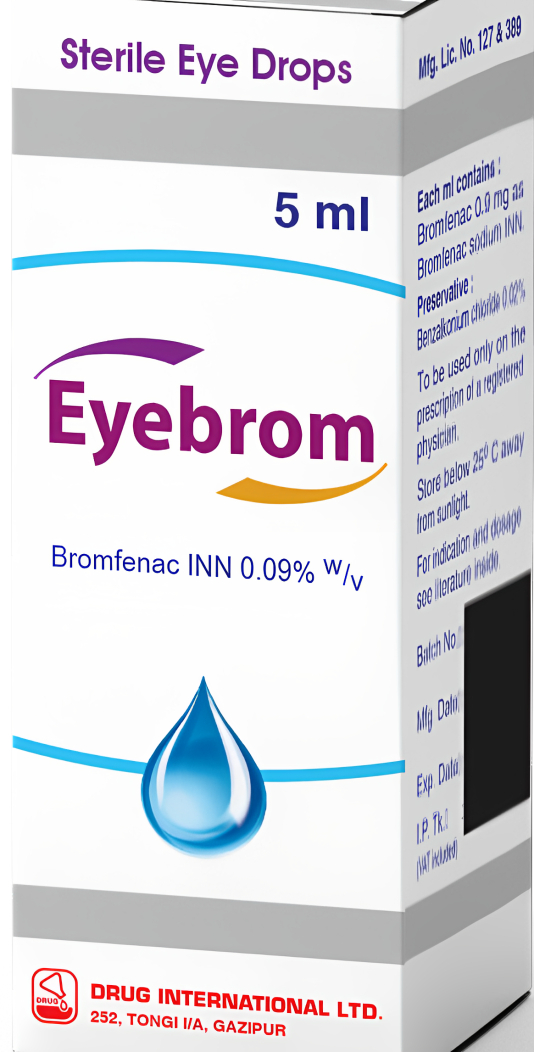 Sterile Eye Drops
5 ml
Eyebrom
Bromfenac INN 0.09% w/v
DRUG
DRUG INTERNATIONAL LTD.
252, TONGI I/A, GAZIPUR
Mfg. Lic. No. 127 & 389
Each ml contains :
Bromfenac 0.9 mg as
Bromfenac sodium INN.
Preservative :
Benzalkonium chloride 0.02%
To be used only on the
prescription of a registered
physician.
Store below 25⁰ C away
from sunlight.
For indication and dosage
see literature inside.
Batch No.
Mfg. Date
Exp. Date
I.P. Tk.:
(VAT included)